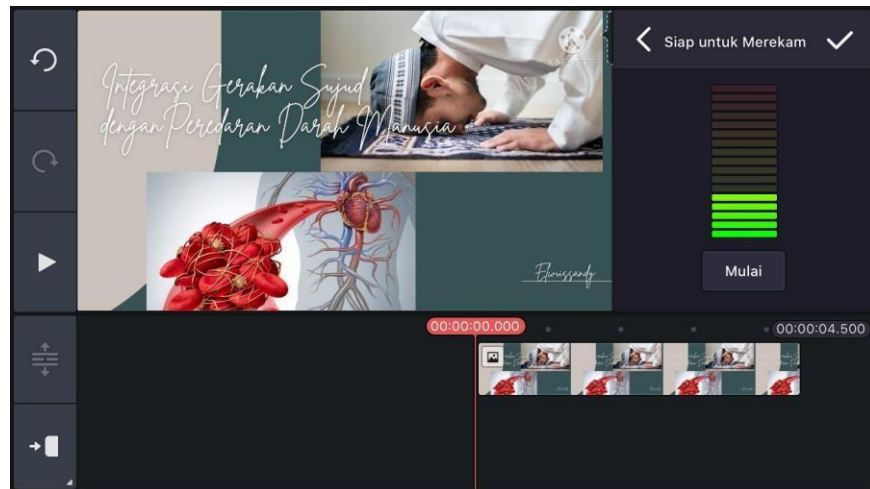 Siap untuk Merekam
Integrasi Gerakan Sujud
dengan Peredaran Darah Manusia
Mulai
00:00:00.000
00:00:04.500